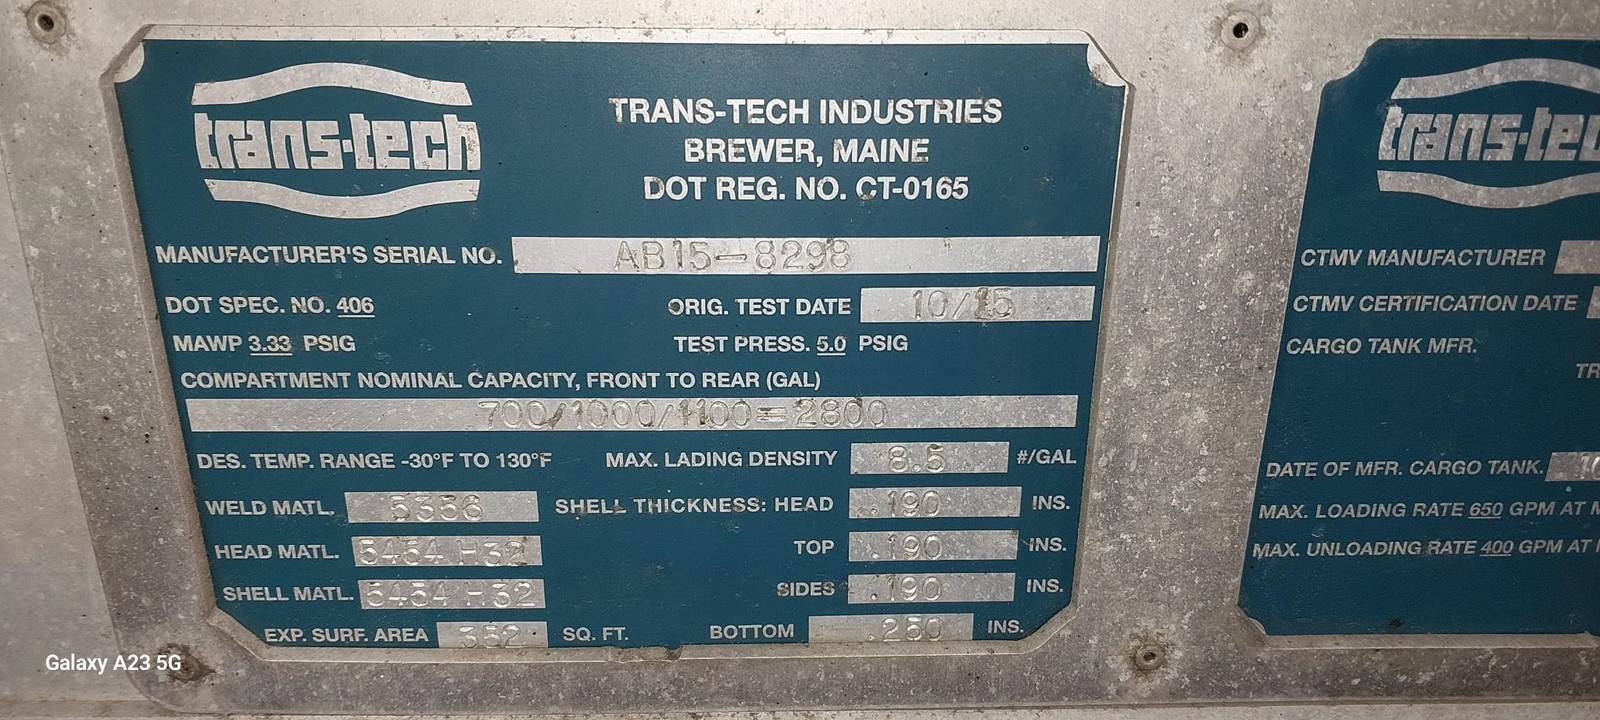 trans-tech
TRANS-TECH INDUSTRIES
BREWER, MAINE
DOT REG. NO. CT-0165
MANUFACTURER'S SERIAL NO. AB15-8298
DOT SPEC. NO. 406 ORIG. TEST DATE 10/15
MAWP 3.33 PSIG TEST PRESS. 5.0 PSIG
COMPARTMENT NOMINAL CAPACITY, FRONT TO REAR (GAL)
700/1000/1100=2800
DES. TEMP. RANGE -30°F TO 130°F MAX. LADING DENSITY 8.5 #/GAL
WELD MATL. 5356 SHELL THICKNESS: HEAD .190 INS.
HEAD MATL. 5454 H32 TOP .190 INS.
SHELL MATL. 5454 H32 SIDES .190 INS.
EXP. SURF. AREA 352 SQ. FT. BOTTOM .250 INS.
trans-tec
CTMV MANUFACTURER
CTMV CERTIFICATION DATE
CARGO TANK MFR.
TR
DATE OF MFR. CARGO TANK. 10
MAX. LOADING RATE 650 GPM AT
MAX. UNLOADING RATE 400 GPM AT
Galaxy A23 5G